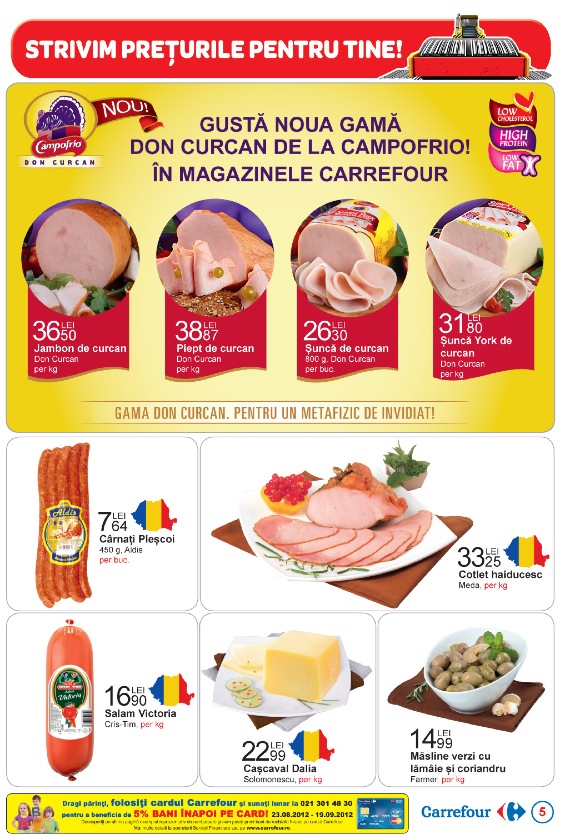 STRIVIM PREȚURILE PENTRU TINE!
Campofrio
DON CURCAN
NOU!
GUSTĂ NOUA GAMĂ
DON CURCAN DE LA CAMPOFRIO!
ÎN MAGAZINELE CARREFOUR
LOW
CHOLESTEROL
HIGH
PROTEIN
LOW
FAT
36 LEI 50
Jambon de curcan
Don Curcan
per kg
38 LEI 87
Piept de curcan
Don Curcan
per kg
26 LEI 30
Șuncă de curcan
800 g, Don Curcan
per buc.
31 LEI 80
Șuncă York de
curcan
Don Curcan
per kg
GAMA DON CURCAN. PENTRU UN METAFIZIC DE INVIDIAT!
Aldis
7 LEI 64
Cârnați Pleșcoi
450 g, Aldis
per buc.
33 LEI 25
Cotlet haiducesc
Meda, per kg
Victoria
16 LEI 90
Salam Victoria
Cris-Tim, per kg
22 LEI 99
Cașcaval Dalia
Solomonescu, per kg
14 LEI 99
Măsline verzi cu
lămâie și coriandru
Farmer, per kg
Dragi părinți, folosiți cardul Carrefour și sunați lunar la 021 301 48 30
pentru a beneficia de 5% BANI ÎNAPOI PE CARD! 23.08.2012 - 19.09.2012
www.carrefour.ro
Carrefour
5